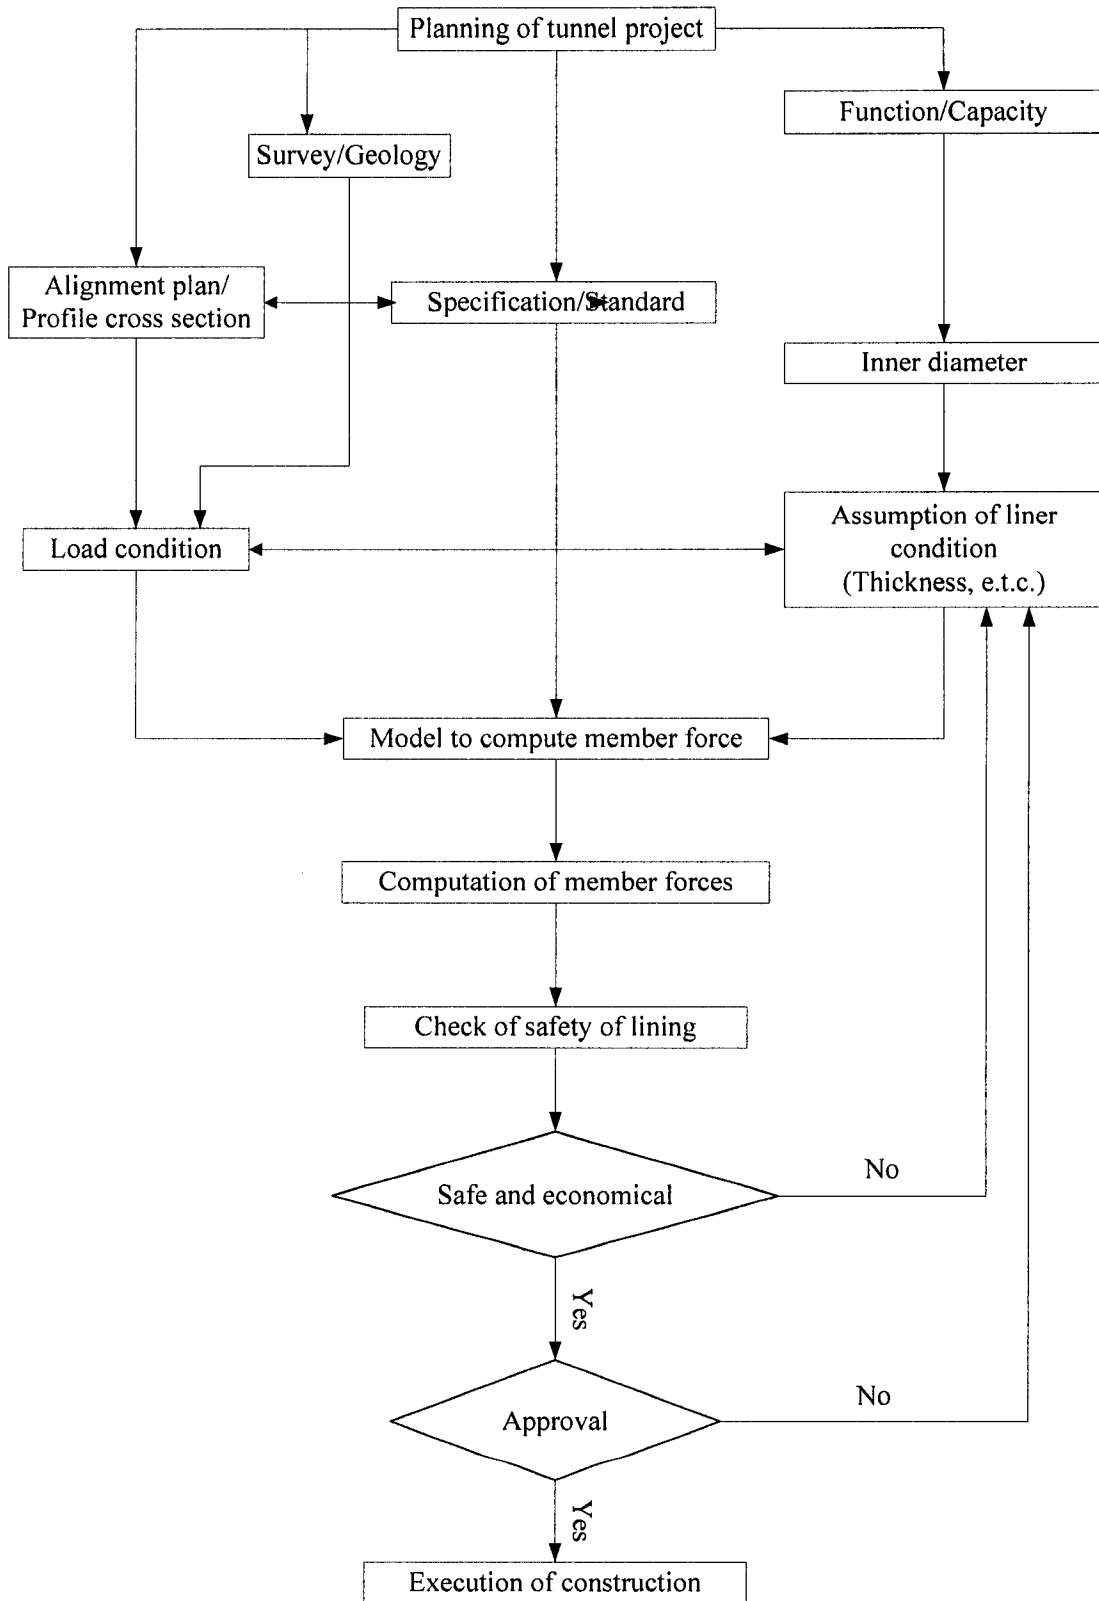 Planning of tunnel project
Function/Capacity
Survey/Geology
Alignment plan/
Profile cross section
Specification/Standard
Inner diameter
Assumption of liner
condition
(Thickness, e.t.c.)
Load condition
Model to compute member force
Computation of member forces
Check of safety of lining
Safe and economical
No
Yes
Approval
No
Yes
Execution of construction